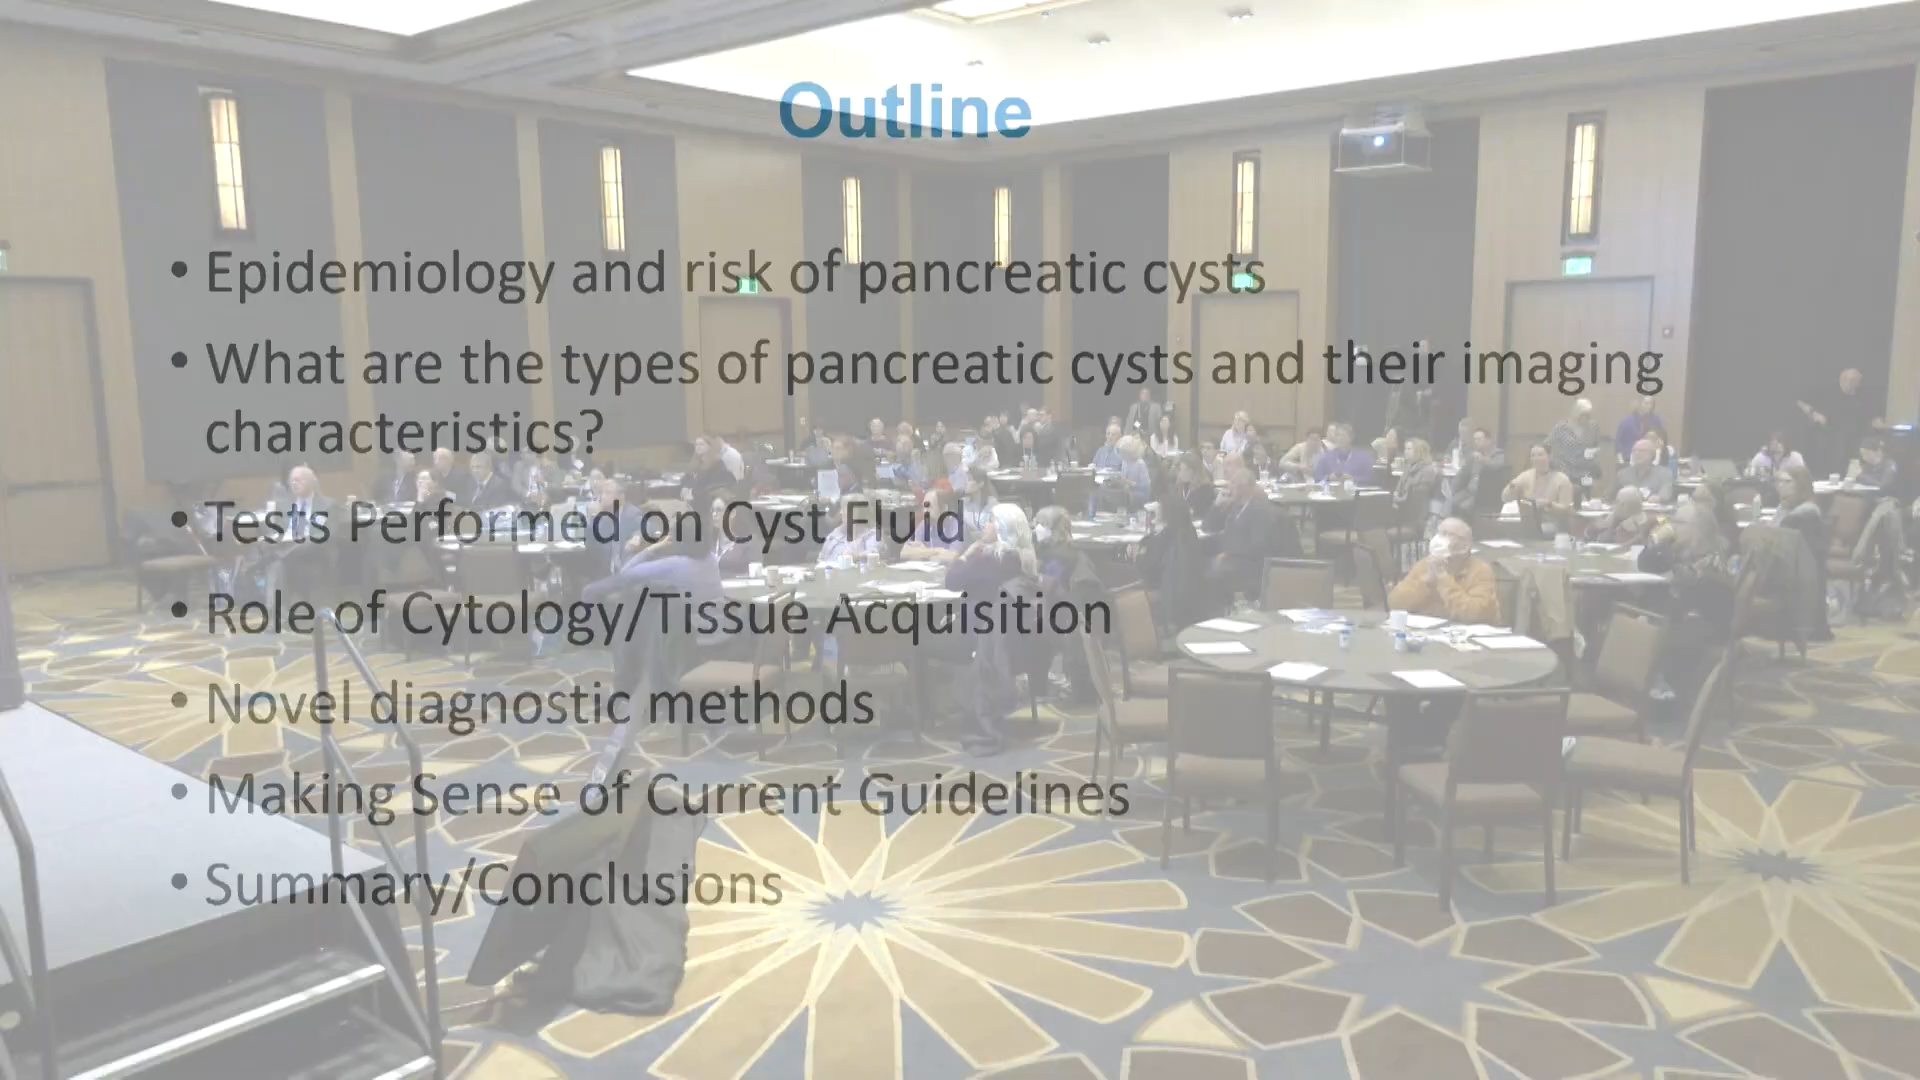 Outline
• Epidemiology and risk of pancreatic cysts
• What are the types of pancreatic cysts and their imaging
characteristics?
• Tests Performed on Cyst Fluid
• Role of Cytology/Tissue Acquisition
• Novel diagnostic methods
• Making Sense of Current Guidelines
• Summary/Conclusions